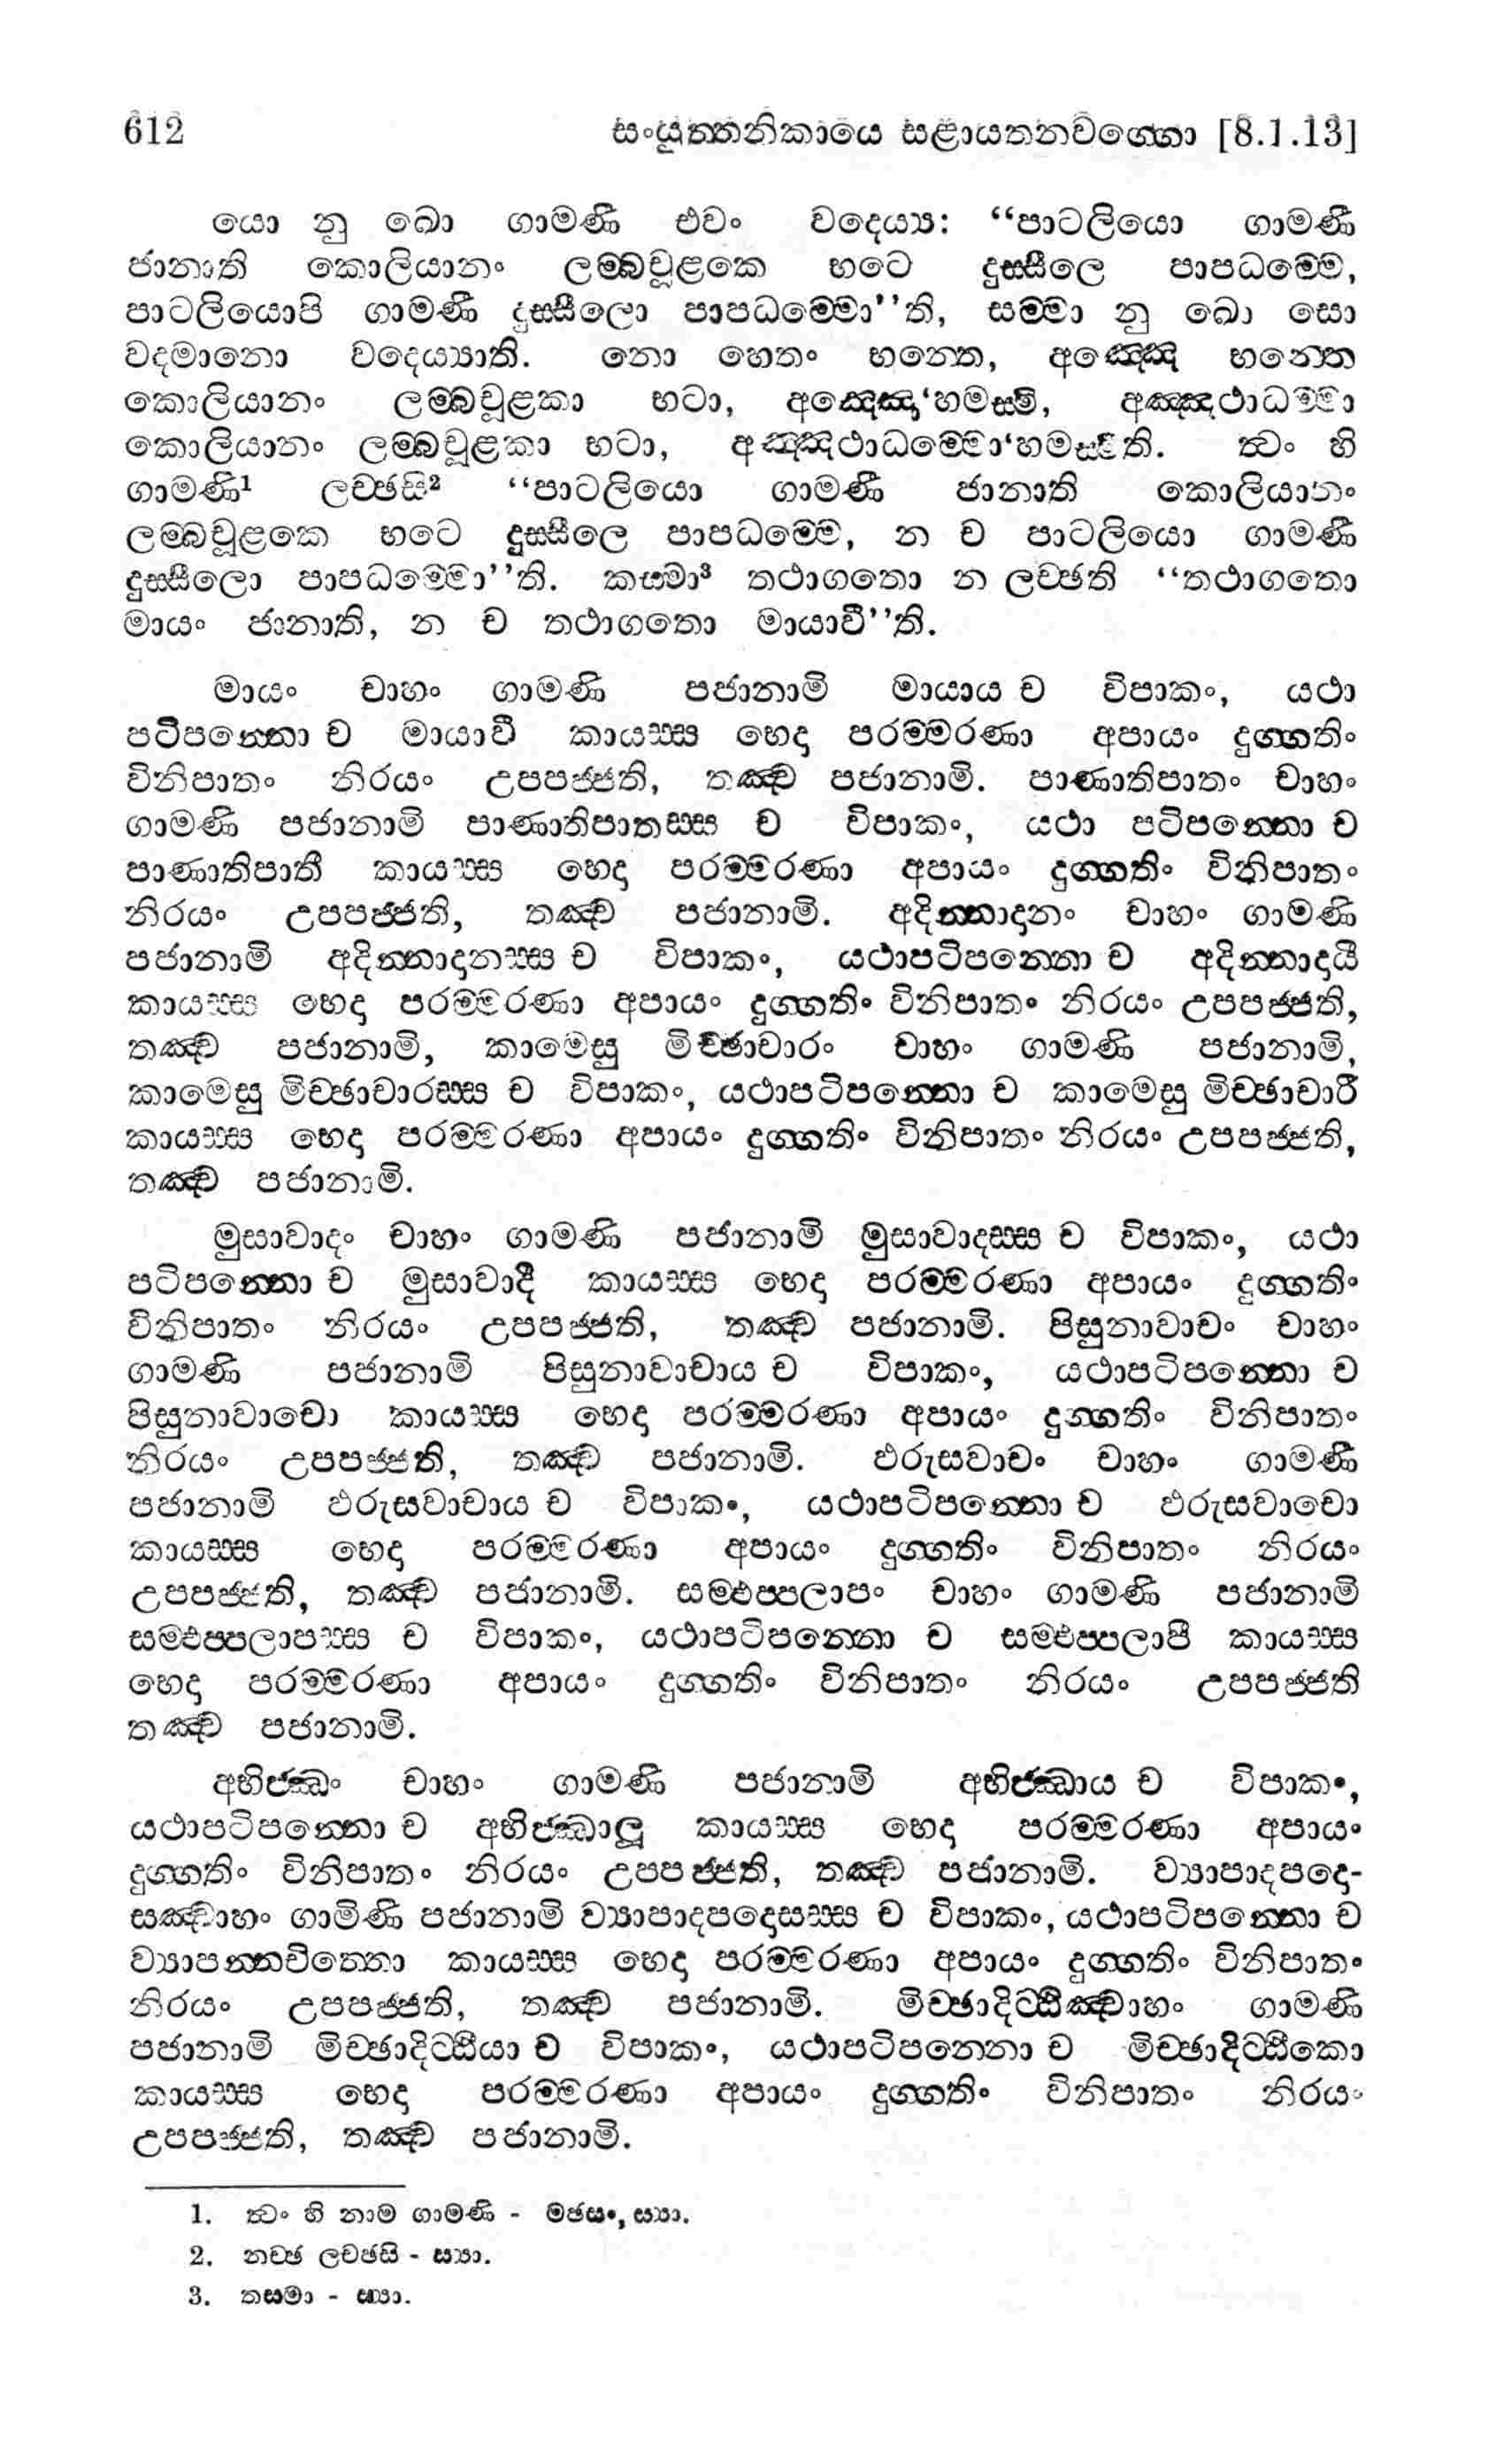 612 සංයුත්තනිකායෙ සළායතනවග්ගො [8.1.13]
යො නු ඛො ගාමණී එවං වදෙය්‍ය: “පාටලියො ගාමණී
ජානාති කොලියානං ලම්බචූළකෙ භටෙ දුස්සීලෙ පාපධම්මෙ,
පාටලියොපි ගාමණී දුස්සීලො පාපධම්මො’’ති, සම්මා නු ඛො සො
වදමානො වදෙය්‍යාති. නො හෙතං භන්තෙ, අඤ්ඤෙ භන්තෙ
කොලියානං ලම්බචූළකා භටා, අඤ්ඤො‘හමස්මි, අඤ්ඤථාධම්මා
කොලියානං ලම්බචූළකා භටා, අඤ්ඤථාධම්මො‘හමස්මීති. ත්‍වං හි
ගාමණි¹ ලච්ඡසි² “පාටලියො ගාමණී ජානාති කොලියානං
ලම්බචූළකෙ භටෙ දුස්සීලෙ පාපධම්මෙ, න ච පාටලියො ගාමණී
දුස්සීලො පාපධම්මො’’ති. කස්මා³ තථාගතො න ලච්ඡති “තථාගතො
මායං ජානාති, න ච තථාගතො මායාවී’’ති.
මායං චාහං ගාමණි පජානාමි මායාය ච විපාකං, යථා
පටිපන්නො ච මායාවී කායස්ස භෙදා පරම්මරණා අපායං දුග්ගතිං
විනිපාතං නිරයං උපපජ්ජති, තඤ්ච පජානාමි. පාණාතිපාතං චාහං
ගාමණි පජානාමි පාණාතිපාතස්ස ච විපාකං, යථා පටිපන්නො ච
පාණාතිපාතී කායස්ස භෙදා පරම්මරණා අපායං දුග්ගතිං විනිපාතං
නිරයං උපපජ්ජති, තඤ්ච පජානාමි. අදින්නාදානං චාහං ගාමණි
පජානාමි අදින්නාදානස්ස ච විපාකං, යථාපටිපන්නො ච අදින්නාදායී
කායස්ස භෙදා පරම්මරණා අපායං දුග්ගතිං විනිපාතං නිරයං උපපජ්ජති,
තඤ්ච පජානාමි, කාමෙසු මිච්ඡාචාරං චාහං ගාමණි පජානාමි,
කාමෙසු මිච්ඡාචාරස්ස ච විපාකං, යථාපටිපන්නො ච කාමෙසු මිච්ඡාචාරී
කායස්ස භෙදා පරම්මරණා අපායං දුග්ගතිං විනිපාතං නිරයං උපපජ්ජති,
තඤ්ච පජානාමි.
මුසාවාදං චාහං ගාමණි පජානාමි මුසාවාදස්ස ච විපාකං, යථා
පටිපන්නො ච මුසාවාදී කායස්ස භෙදා පරම්මරණා අපායං දුග්ගතිං
විනිපාතං නිරයං උපපජ්ජති, තඤ්ච පජානාමි. පිසුනාවාචං චාහං
ගාමණි පජානාමි පිසුනාවාචාය ච විපාකං, යථාපටිපන්නො ච
පිසුනාවාචො කායස්ස භෙදා පරම්මරණා අපායං දුග්ගතිං විනිපාතං
නිරයං උපපජ්ජති, තඤ්ච පජානාමි. ඵරුසවාචං චාහං ගාමණී
පජානාමි ඵරුසවාචාය ච විපාකං, යථාපටිපන්නො ච ඵරුසවාචො
කායස්ස භෙදා පරම්මරණා අපායං දුග්ගතිං විනිපාතං නිරයං
උපපජ්ජති, තඤ්ච පජානාමි. සම්ඵප්පලාපං චාහං ගාමණි පජානාමි
සම්ඵප්පලාපස්ස ච විපාකං, යථාපටිපන්නො ච සම්ඵප්පලාපී කායස්ස
භෙදා පරම්මරණා අපායං දුග්ගතිං විනිපාතං නිරයං උපපජ්ජති
තඤ්ච පජානාමි.
අභිජ්ඣං චාහං ගාමණි පජානාමි අභිජ්ඣාය ච විපාකං,
යථාපටිපන්නො ච අභිජ්ඣාලූ කායස්ස භෙදා පරම්මරණා අපායං
දුග්ගතිං විනිපාතං නිරයං උපපජ්ජති, තඤ්ච පජානාමි. ව්‍යාපාදපදො-
සඤ්චාහං ගාමිණි පජානාමි ව්‍යාපාදපදොසස්ස ච විපාකං, යථාපටිපන්නො ච
ව්‍යාපන්නචිත්තො කායස්ස භෙදා පරම්මරණා අපායං දුග්ගතිං විනිපාතං
නිරයං උපපජ්ජති, තඤ්ච පජානාමි. මිච්ඡාදිට්ඨිඤ්චාහං ගාමණි
පජානාමි මිච්ඡාදිට්ඨියා ච විපාකං, යථාපටිපන්නො ච මිච්ඡාදිට්ඨිකො
කායස්ස භෙදා පරම්මරණා අපායං දුග්ගතිං විනිපාතං නිරයං
උපපජ්ජති, තඤ්ච පජානාමි.
1. ත්‍වං හි නාම ගාමණි - මඡසං, ස්‍යා.
2. නච්ඡ ලච්ඡසි - ස්‍යා.
3. තස්මා - ස්‍යා.